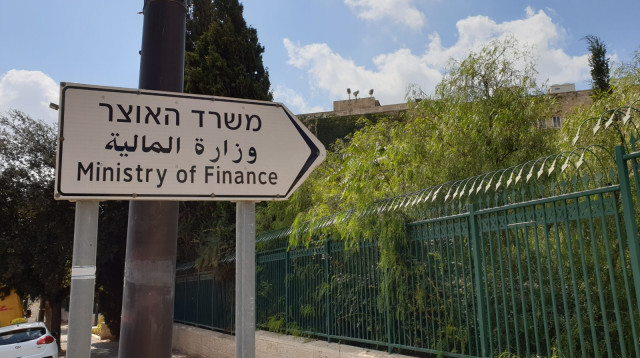 משרד האוצר
وزارة المالية
Ministry of Finance